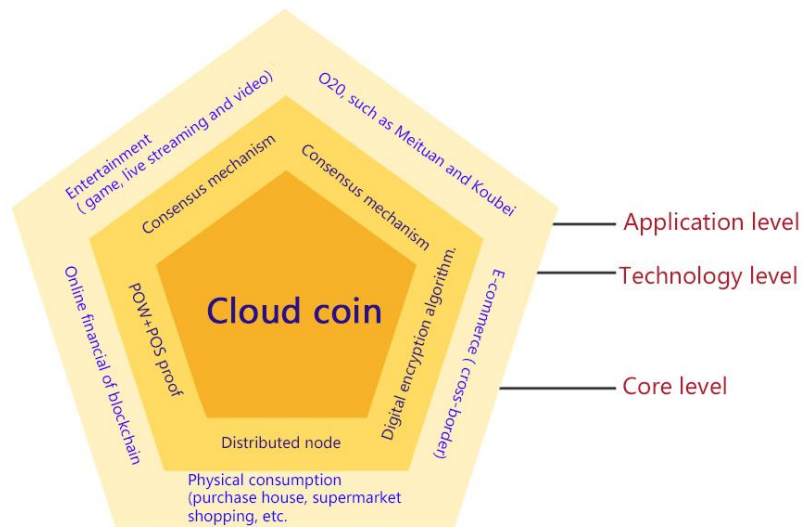 Entertainment
( game, live streaming and video)
O20, such as Meituan and Koubei
Consensus mechanism
Consensus mechanism
Application level
Technology level
Online financial of blockchain
POW+POS proof
Cloud coin
Digital encryption algorithm.
E-commerce ( cross-border)
Core level
Distributed node
Physical consumption
(purchase house, supermarket
shopping, etc.